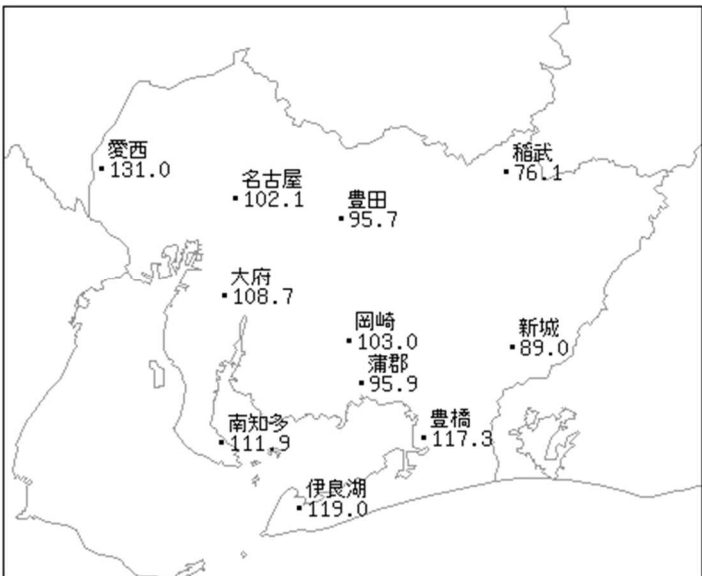 愛西
131.0
名古屋
102.1
豊田
95.7
稲武
76.1
大府
108.7
岡崎
103.0
蒲郡
95.9
新城
89.0
南知多
111.9
豊橋
117.3
伊良湖
119.0